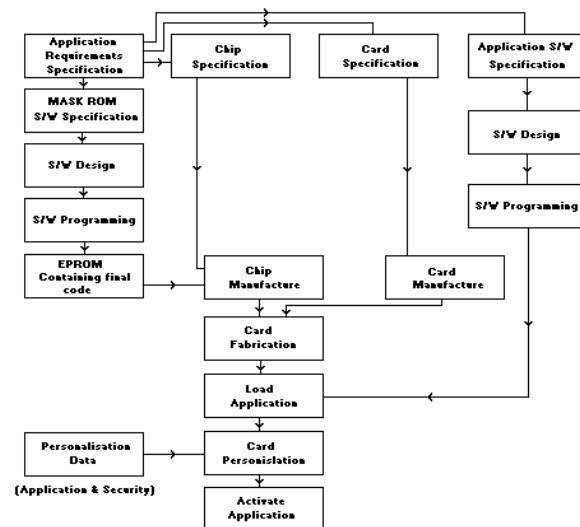 Application
Requirements
Specification
Chip
Specification
Card
Specification
Application S/W
Specification
MASK ROM
S/W Specification
S/W Design
S/W Design
S/W Programming
S/W Programming
EPROM
Containing final
code
Chip
Manufacture
Card
Manufacture
Card
Fabrication
Load
Application
Personalisation
Data
Card
Personislation
(Application & Security)
Activate
Application